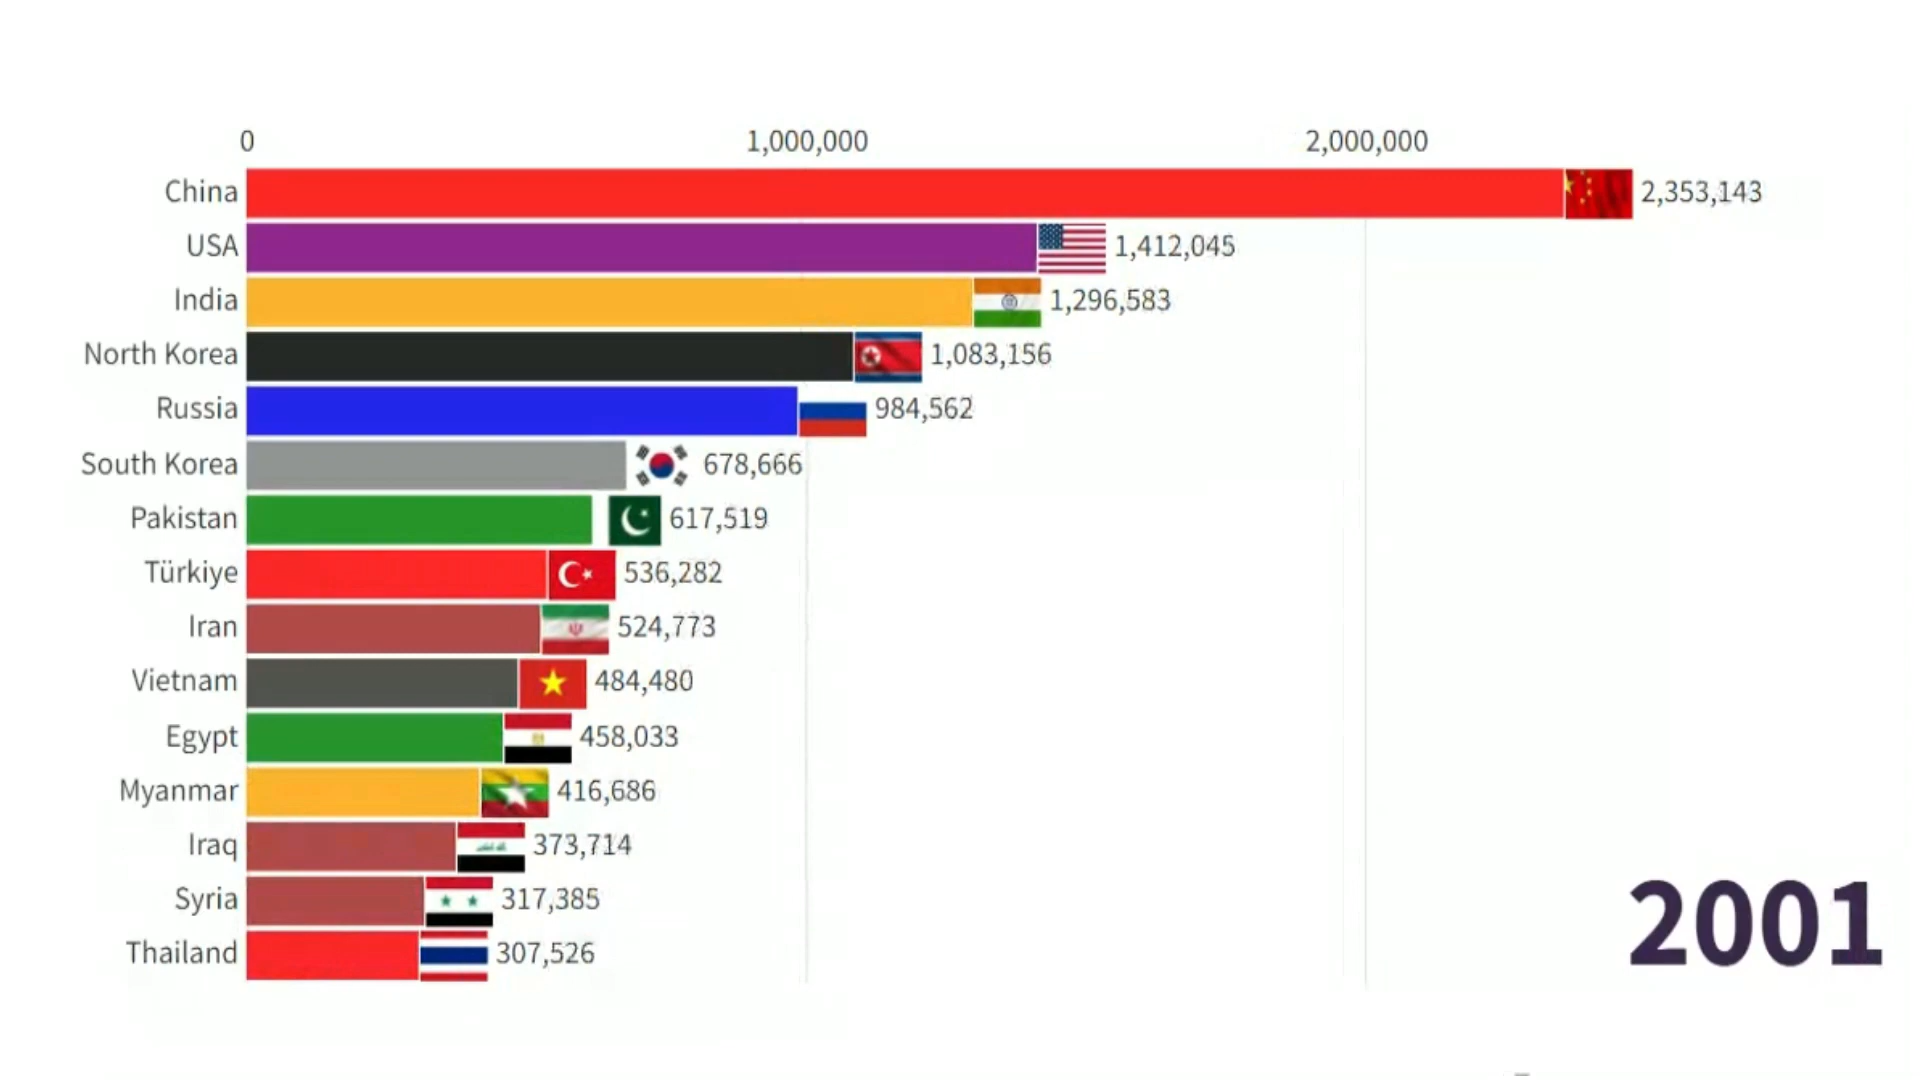 0 1,000,000 2,000,000
China 2,353,143
USA 1,412,045
India 1,296,583
North Korea 1,083,156
Russia 984,562
South Korea 678,666
Pakistan 617,519
Türkiye 536,282
Iran 524,773
Vietnam 484,480
Egypt 458,033
Myanmar 416,686
Iraq 373,714
Syria 317,385
Thailand 307,526
2001